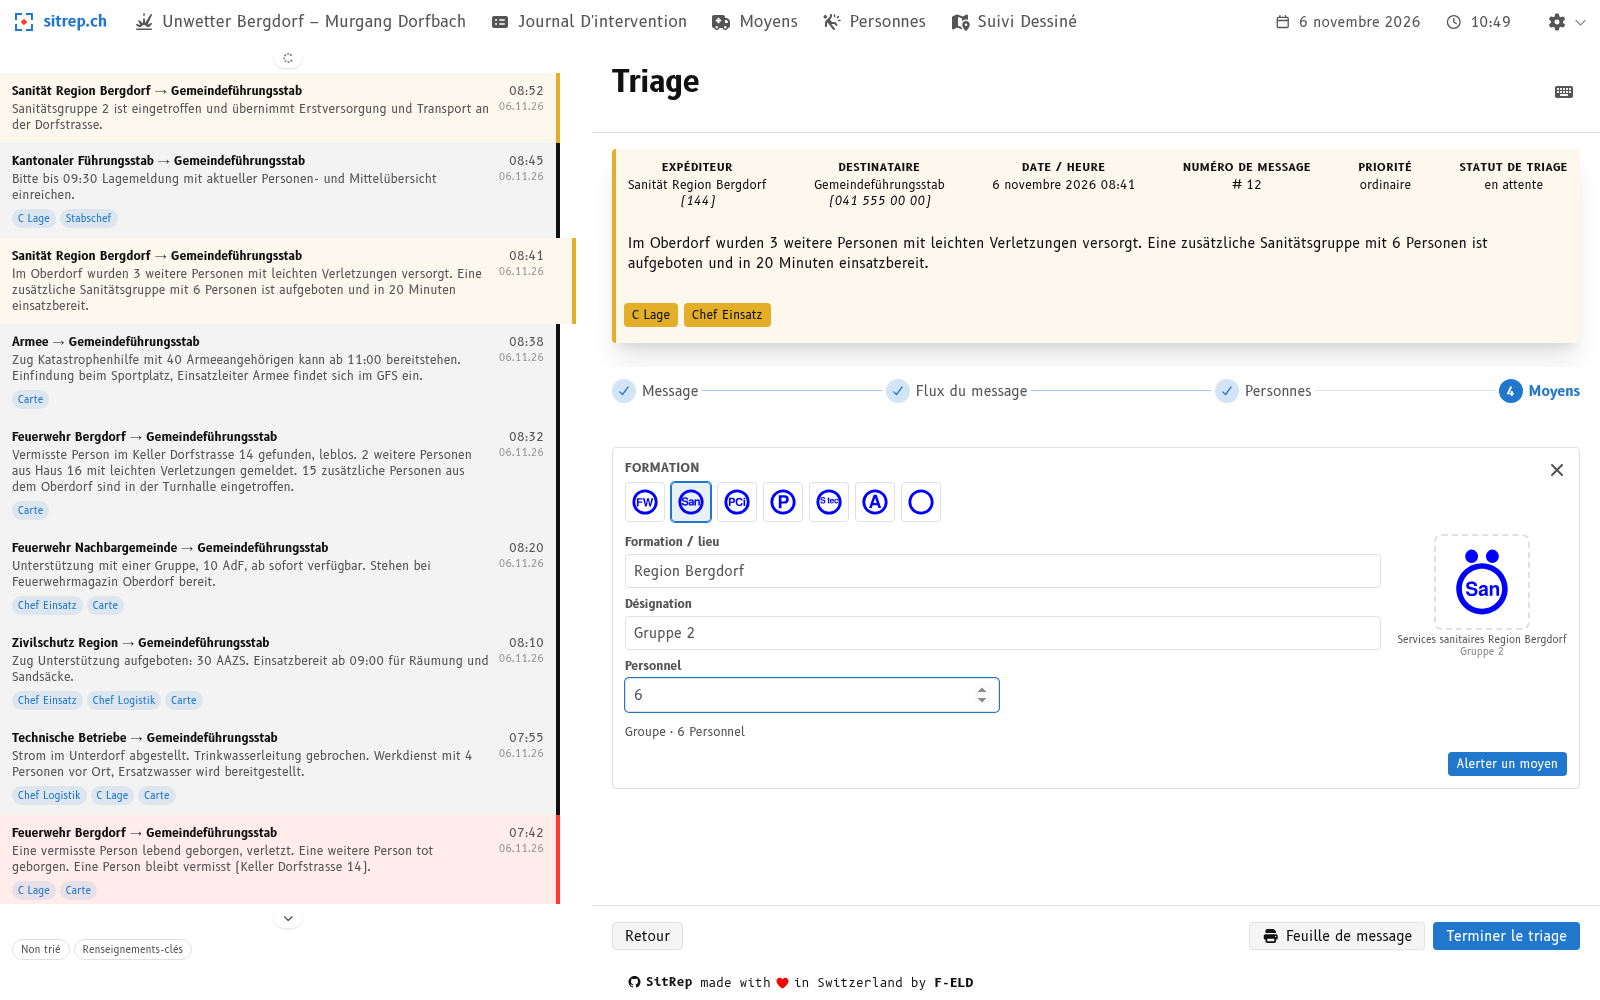 sitrep.ch
Unwetter Bergdorf – Murgang Dorfbach
Journal D'intervention
Moyens
Personnes
Suivi Dessiné
6 novembre 2026
10:49
Sanität Region Bergdorf → Gemeindeführungsstab
08:52
Sanitätsgruppe 2 ist eingetroffen und übernimmt Erstversorgung und Transport an
06.11.26
der Dorfstrasse.
Kantonaler Führungsstab → Gemeindeführungsstab
08:45
Bitte bis 09:30 Lagemeldung mit aktueller Personen- und Mittelübersicht
06.11.26
einreichen.
C Lage
Stabschef
Sanität Region Bergdorf → Gemeindeführungsstab
08:41
Im Oberdorf wurden 3 weitere Personen mit leichten Verletzungen versorgt. Eine
06.11.26
zusätzliche Sanitätsgruppe mit 6 Personen ist aufgeboten und in 20 Minuten
einsatzbereit.
Armee → Gemeindeführungsstab
08:38
Zug Katastrophenhilfe mit 40 Armeeangehörigen kann ab 11:00 bereitstehen.
06.11.26
Einfindung beim Sportplatz, Einsatzleiter Armee findet sich im GFS ein.
Carte
Feuerwehr Bergdorf → Gemeindeführungsstab
08:32
Vermisste Person im Keller Dorfstrasse 14 gefunden, leblos. 2 weitere Personen
06.11.26
aus Haus 16 mit leichten Verletzungen gemeldet. 15 zusätzliche Personen aus
dem Oberdorf sind in der Turnhalle eingetroffen.
Carte
Feuerwehr Nachbargemeinde → Gemeindeführungsstab
08:20
Unterstützung mit einer Gruppe, 10 AdF, ab sofort verfügbar. Stehen bei
06.11.26
Feuerwehrmagazin Oberdorf bereit.
Chef Einsatz
Carte
Zivilschutz Region → Gemeindeführungsstab
08:10
Zug Unterstützung aufgeboten: 30 AAZS. Einsatzbereit ab 09:00 für Räumung und
06.11.26
Sandsäcke.
Chef Einsatz
Chef Logistik
Carte
Technische Betriebe → Gemeindeführungsstab
07:55
Strom im Unterdorf abgestellt. Trinkwasserleitung gebrochen. Werkdienst mit 4
06.11.26
Personen vor Ort, Ersatzwasser wird bereitgestellt.
Chef Logistik
C Lage
Carte
Feuerwehr Bergdorf → Gemeindeführungsstab
07:42
Eine vermisste Person lebend geborgen, verletzt. Eine weitere Person tot
06.11.26
geborgen. Eine Person bleibt vermisst (Keller Dorfstrasse 14).
C Lage
Carte
Non trié
Renseignements-clés
Triage
EXPÉDITEUR
Sanität Region Bergdorf
(144)
DESTINATAIRE
Gemeindeführungsstab
(041 555 00 00)
DATE / HEURE
6 novembre 2026 08:41
NUMÉRO DE MESSAGE
# 12
PRIORITÉ
ordinaire
STATUT DE TRIAGE
en attente
Im Oberdorf wurden 3 weitere Personen mit leichten Verletzungen versorgt. Eine zusätzliche Sanitätsgruppe mit 6 Personen ist
aufgeboten und in 20 Minuten einsatzbereit.
C Lage
Chef Einsatz
Message
Flux du message
Personnes
4 Moyens
FORMATION
FW
San
PCi
P
S tec
A
Formation / lieu
Region Bergdorf
Désignation
Gruppe 2
Personnel
6
Groupe · 6 Personnel
San
Services sanitaires Region Bergdorf
Gruppe 2
Alerter un moyen
Retour
Feuille de message
Terminer le triage
SitRep made with ❤ in Switzerland by F-ELD